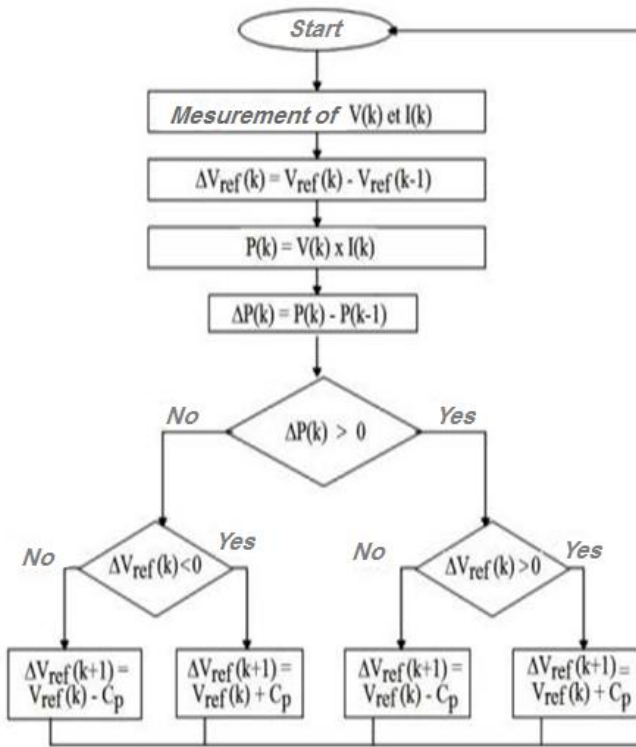 Start
Mesurement of V(k) et I(k)
ΔVref(k) = Vref(k) - Vref(k-1)
P(k) = V(k) x I(k)
ΔP(k) = P(k) - P(k-1)
No
Yes
ΔP(k) > 0
No
Yes
No
Yes
ΔVref(k)<0
ΔVref(k)>0
ΔVref(k+1) =
Vref(k) - Cp
ΔVref(k+1) =
Vref(k) + Cp
ΔVref(k+1) =
Vref(k) - Cp
ΔVref(k+1) =
Vref(k) + Cp